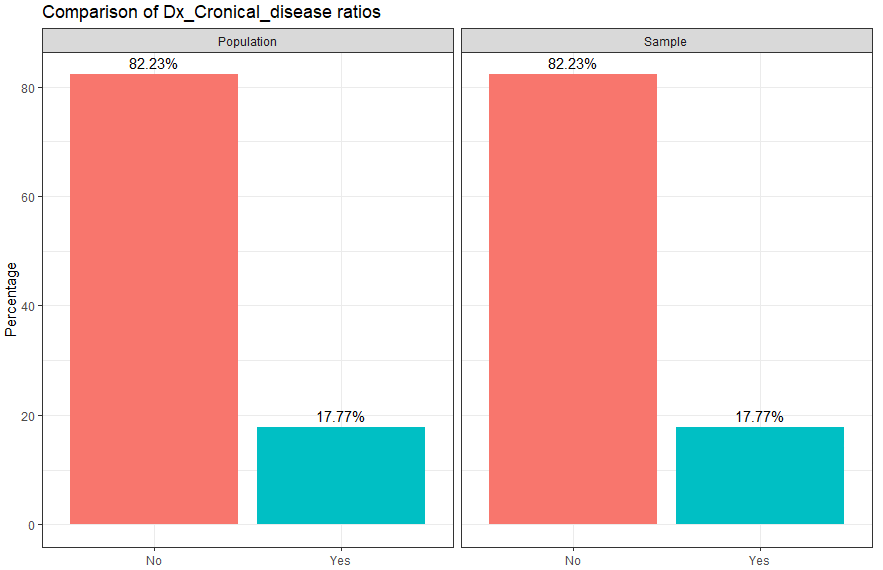 Comparison of Dx_Cronical_disease ratios
Population
Sample
82.23%
82.23%
80
60
Percentage
40
17.77%
17.77%
20
0
No
Yes
No
Yes